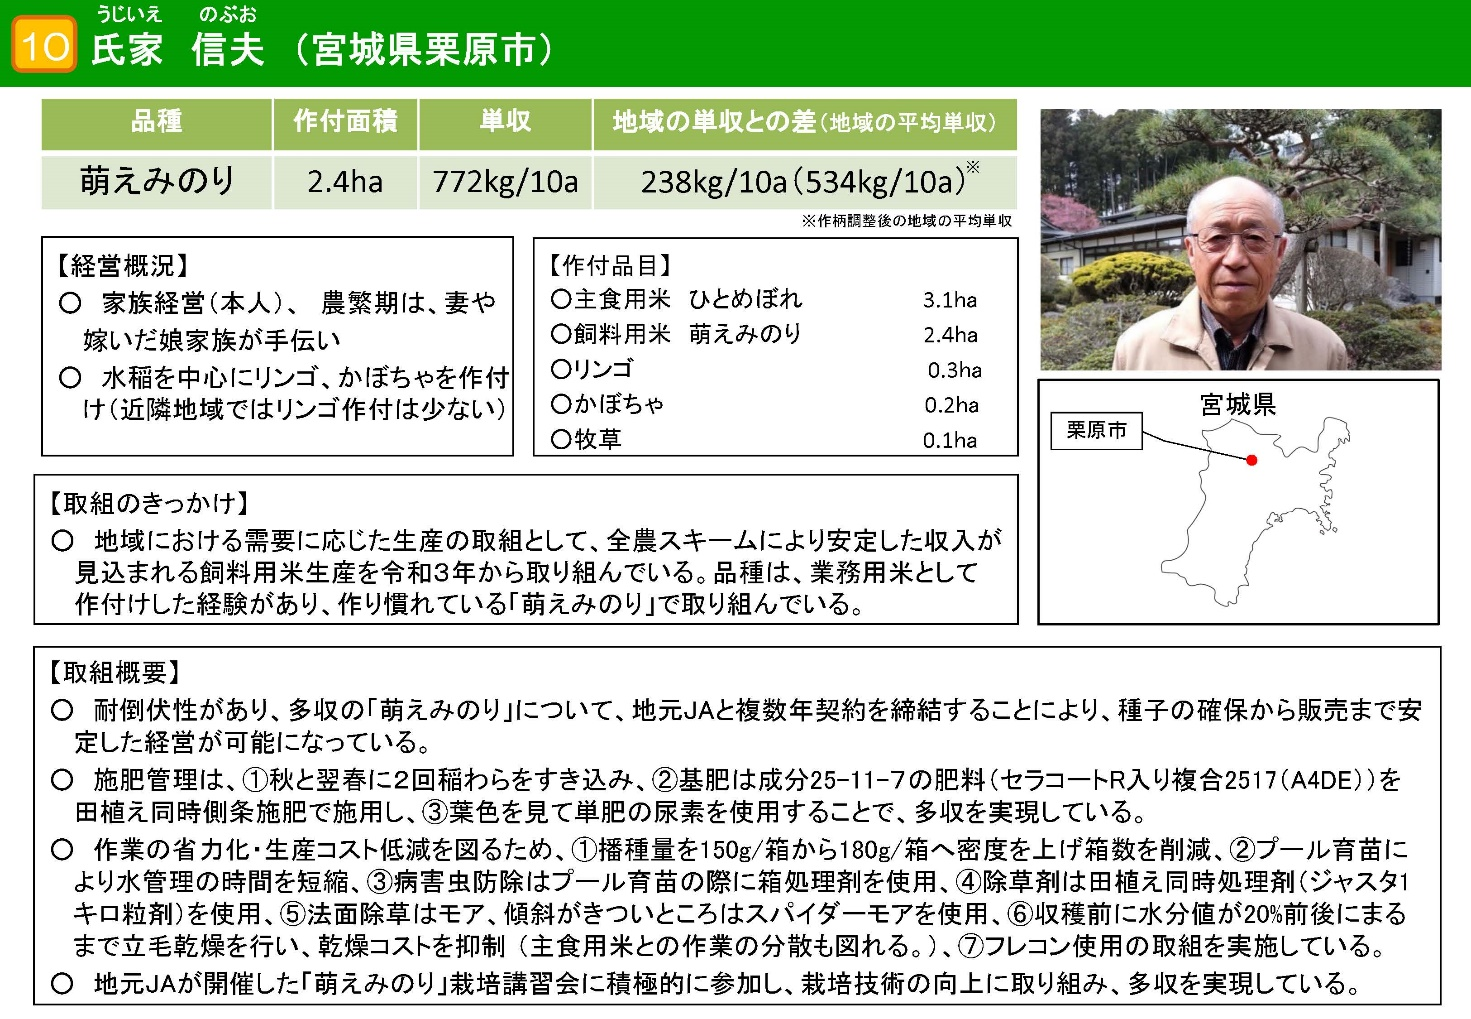 うじいえ　のぶお
10 氏家　信夫　（宮城県栗原市）
品種　作付面積　単収　地域の単収との差（地域の平均単収）
萌えみのり　2.4ha　772kg/10a　238kg/10a（534kg/10a）※
※作柄調整後の地域の平均単収
【経営概況】
○　家族経営（本人）、　農繁期は、妻や
嫁いだ娘家族が手伝い
○　水稲を中心にリンゴ、かぼちゃを作付
け（近隣地域ではリンゴ作付は少ない）
【作付品目】
○主食用米　ひとめぼれ　3.1ha
○飼料用米　萌えみのり　2.4ha
○リンゴ　0.3ha
○かぼちゃ　0.2ha
○牧草　0.1ha
宮城県
栗原市
【取組のきっかけ】
○　地域における需要に応じた生産の取組として、全農スキームにより安定した収入が
見込まれる飼料用米生産を令和３年から取り組んでいる。品種は、業務用米として
作付けした経験があり、作り慣れている「萌えみのり」で取り組んでいる。
【取組概要】
○　耐倒伏性があり、多収の「萌えみのり」について、地元JAと複数年契約を締結することにより、種子の確保から販売まで安
定した経営が可能になっている。
○　施肥管理は、①秋と翌春に２回稲わらをすき込み、②基肥は成分25-11-7の肥料（セラコートR入り複合2517（A4DE））を
田植え同時側条施肥で施用し、③葉色を見て単肥の尿素を使用することで、多収を実現している。
○　作業の省力化・生産コスト低減を図るため、①播種量を150g/箱から180g/箱へ密度を上げ箱数を削減、②プール育苗に
より水管理の時間を短縮、③病害虫防除はプール育苗の際に箱処理剤を使用、④除草剤は田植え同時処理剤（ジャスタ1
キロ粒剤）を使用、⑤法面除草はモア、傾斜がきついところはスパイダーモアを使用、⑥収穫前に水分値が20%前後にまる
まで立毛乾燥を行い、乾燥コストを抑制（主食用米との作業の分散も図れる。）、⑦フレコン使用の取組を実施している。
○　地元JAが開催した「萌えみのり」栽培講習会に積極的に参加し、栽培技術の向上に取り組み、多収を実現している。